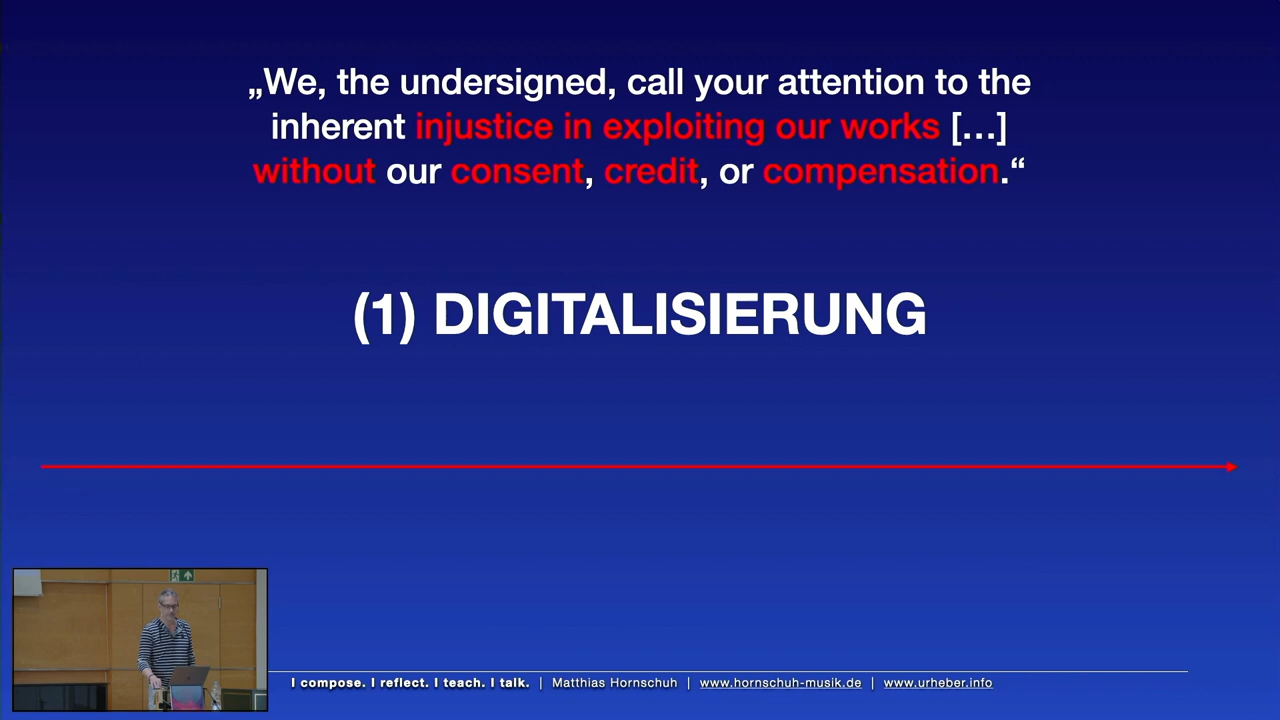 „We, the undersigned, call your attention to the
inherent injustice in exploiting our works […]
without our consent, credit, or compensation.“
(1) DIGITALISIERUNG
I compose. I reflect. I teach. I talk. | Matthias Hornschuh | www.hornschuh-musik.de | www.urheber.info